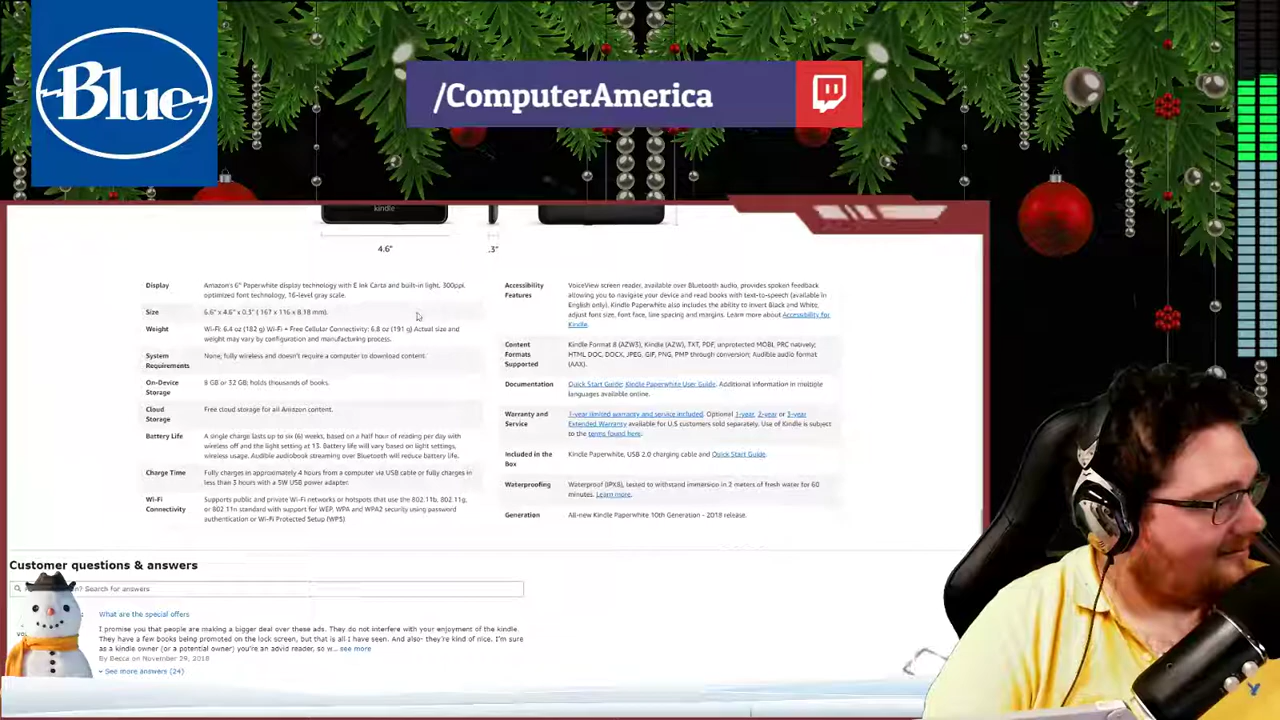 Blue
/ComputerAmerica
kindle
4.6"
.3"
Display
Amazon's 6" Paperwhite display technology with E Ink Carta and built-in light, 300ppi,
optimized font technology, 16-level gray scale.
Size
6.6" x 4.6" x 0.3" ( 167 x 116 x 8.18 mm).
Weight
Wi-Fi: 6.4 oz (182 g) Wi-Fi + Free Cellular Connectivity: 6.8 oz (191 g) Actual size and
weight may vary by configuration and manufacturing process.
System
Requirements
None; fully wireless and doesn't require a computer to download content.
On-Device
Storage
8 GB or 32 GB; holds thousands of books.
Cloud
Storage
Free cloud storage for all Amazon content.
Battery Life
A single charge lasts up to six (6) weeks, based on a half hour of reading per day with
wireless off and the light setting at 13. Battery life will vary based on light settings,
wireless usage. Audible audiobook streaming over Bluetooth will reduce battery life.
Charge Time
Fully charges in approximately 4 hours from a computer via USB cable or fully charges in
less than 3 hours with a 5W USB power adapter.
Wi-Fi
Connectivity
Supports public and private Wi-Fi networks or hotspots that use the 802.11b, 802.11g,
or 802.11n standard with support for WEP, WPA and WPA2 security using password
authentication or Wi-Fi Protected Setup (WPS)
Accessibility
Features
VoiceView screen reader, available over Bluetooth audio, provides spoken feedback
allowing you to navigate your device and read books with text-to-speech (available in
English only). Kindle Paperwhite also includes the ability to invert Black and White,
adjust font size, font face, line spacing and margins. Learn more about Accessibility for
Kindle.
Content
Formats
Supported
Kindle Format 8 (AZW3), Kindle (AZW), TXT, PDF, unprotected MOBI, PRC natively;
HTML DOC, DOCX, JPEG, GIF, PNG, PMP through conversion; Audible audio format
(AAX).
Documentation
Quick Start Guide; Kindle Paperwhite User Guide. Additional information in multiple
languages available online.
Warranty and
Service
1-year limited warranty and service included. Optional 1-year, 2-year or 3-year
Extended Warranty available for U.S customers sold separately. Use of Kindle is subject
to the terms found here.
Included in the
Box
Kindle Paperwhite, USB 2.0 charging cable and Quick Start Guide.
Waterproofing
Waterproof (IPX8), tested to withstand immersion in 2 meters of fresh water for 60
minutes. Learn more.
Generation
All-new Kindle Paperwhite 10th Generation - 2018 release.
Customer questions & answers
? Search for answers
What are the special offers
I promise you that people are making a bigger deal over these ads. They do not interfere with your enjoyment of the kindle.
They have a few books being promoted on the lock screen, but that is all I have seen. And also- they're kind of nice. I'm sure
as a kindle owner (or a potential owner) you're an advid reader, so w... see more
By Becca on November 29, 2018
See more answers (24)